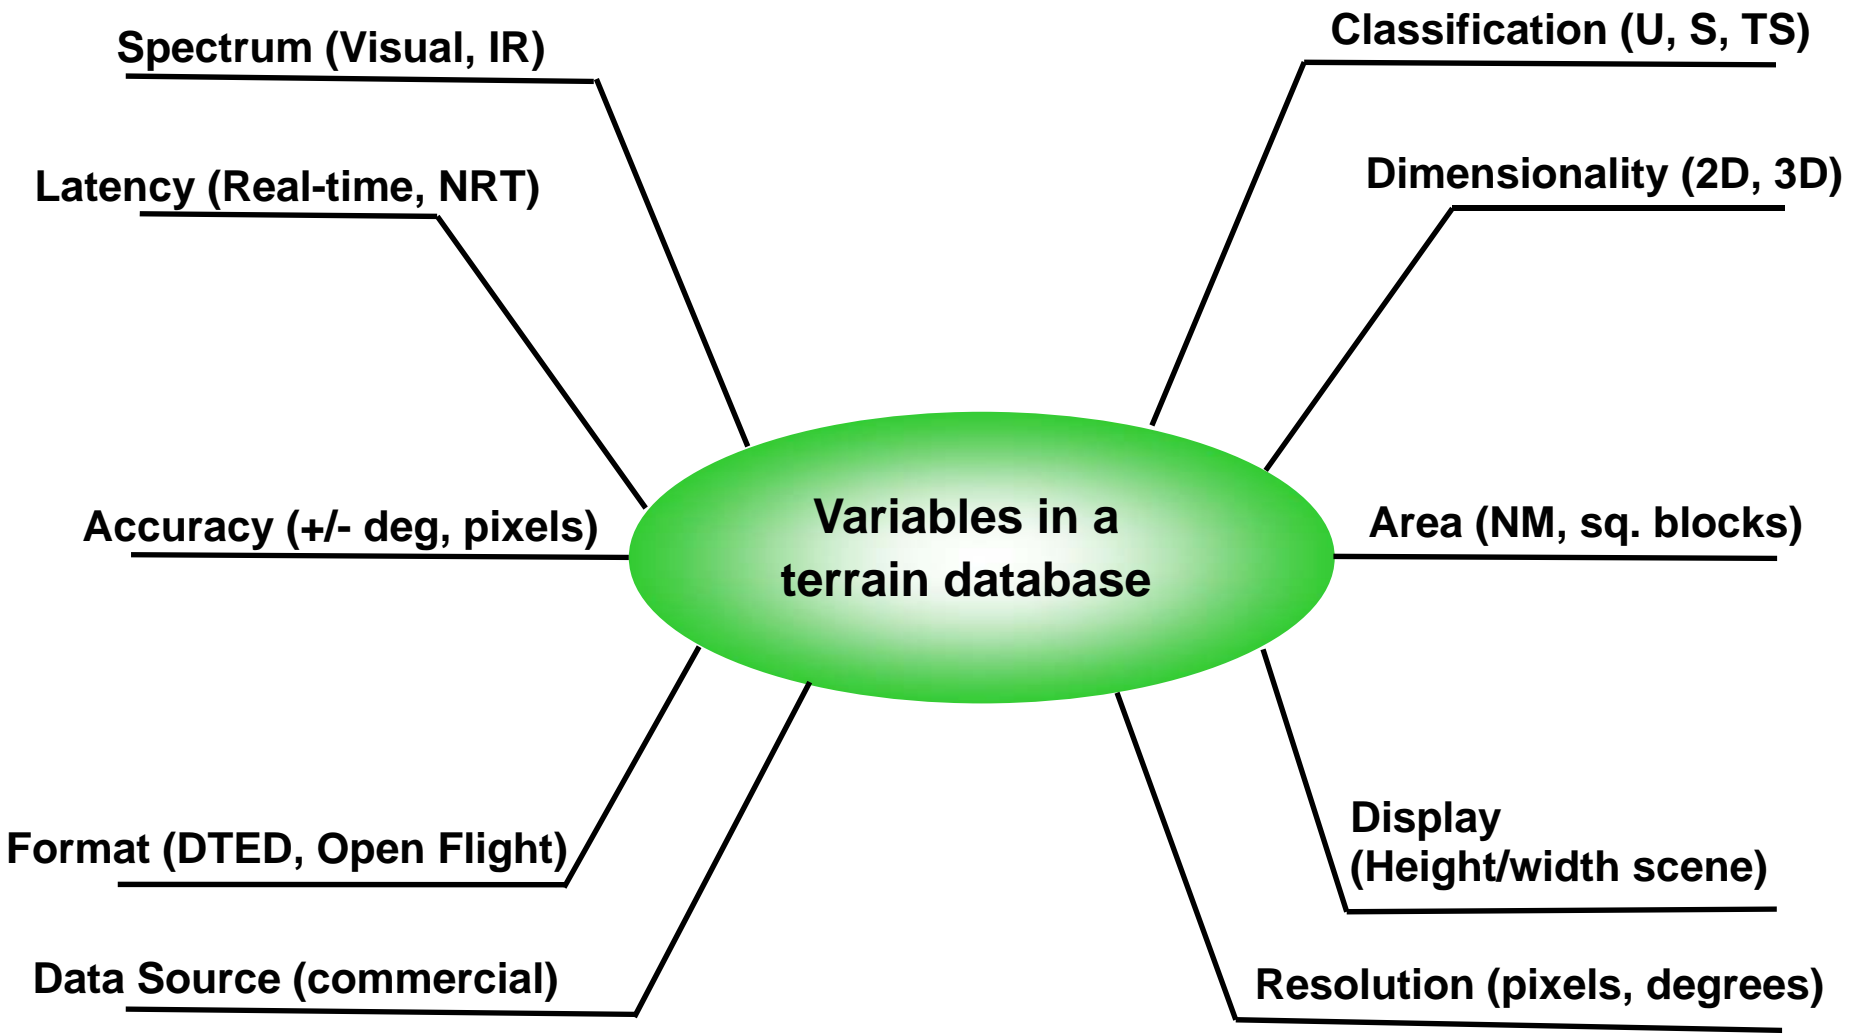 Spectrum (Visual, IR)
Classification (U, S, TS)
Latency (Real-time, NRT)
Dimensionality (2D, 3D)
Accuracy (+/- deg, pixels)
Variables in a
terrain database
Area (NM, sq. blocks)
Format (DTED, Open Flight)
Display
(Height/width scene)
Data Source (commercial)
Resolution (pixels, degrees)